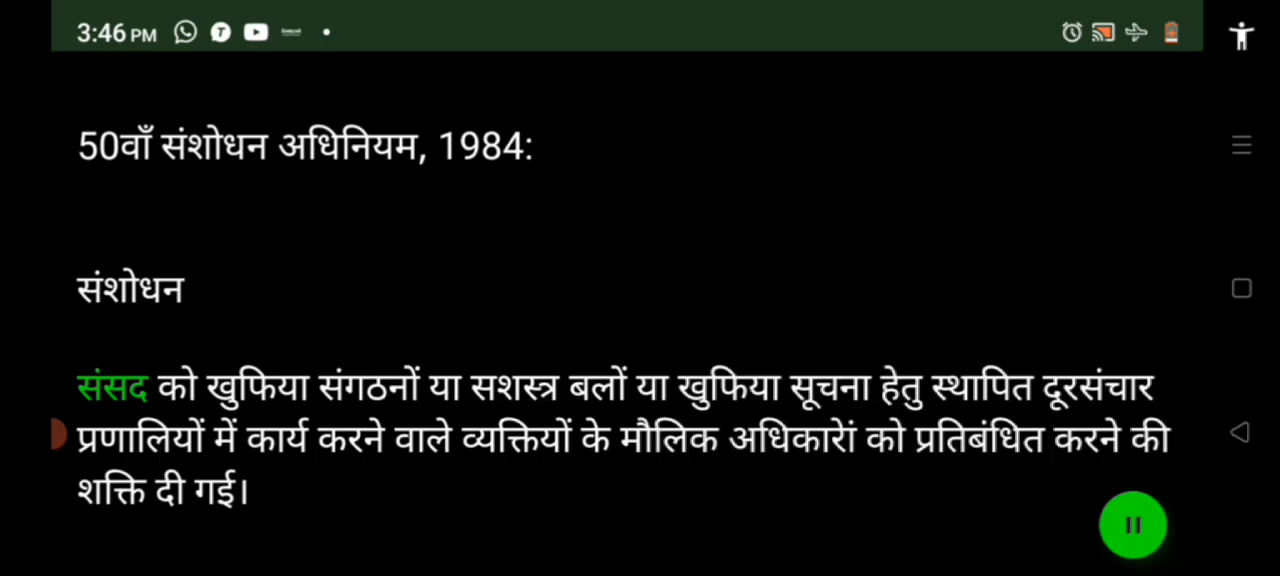 3:46 PM
50वाँ संशोधन अधिनियम, 1984:
संशोधन
संसद को खुफिया संगठनों या सशस्त्र बलों या खुफिया सूचना हेतु स्थापित दूरसंचार
प्रणालियों में कार्य करने वाले व्यक्तियों के मौलिक अधिकारों को प्रतिबंधित करने की
शक्ति दी गई।